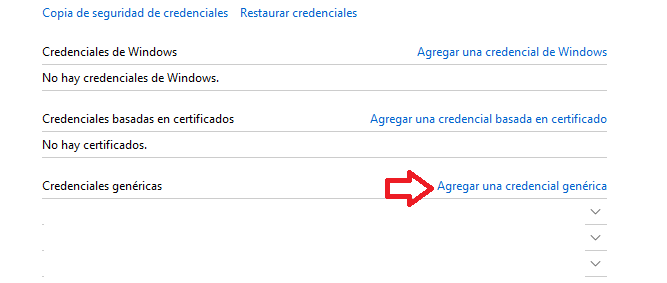 Copia de seguridad de credenciales Restaurar credenciales
Credenciales de Windows Agregar una credencial de Windows
No hay credenciales de Windows.
Credenciales basadas en certificados Agregar una credencial basada en certificado
No hay certificados.
Credenciales genéricas Agregar una credencial genérica